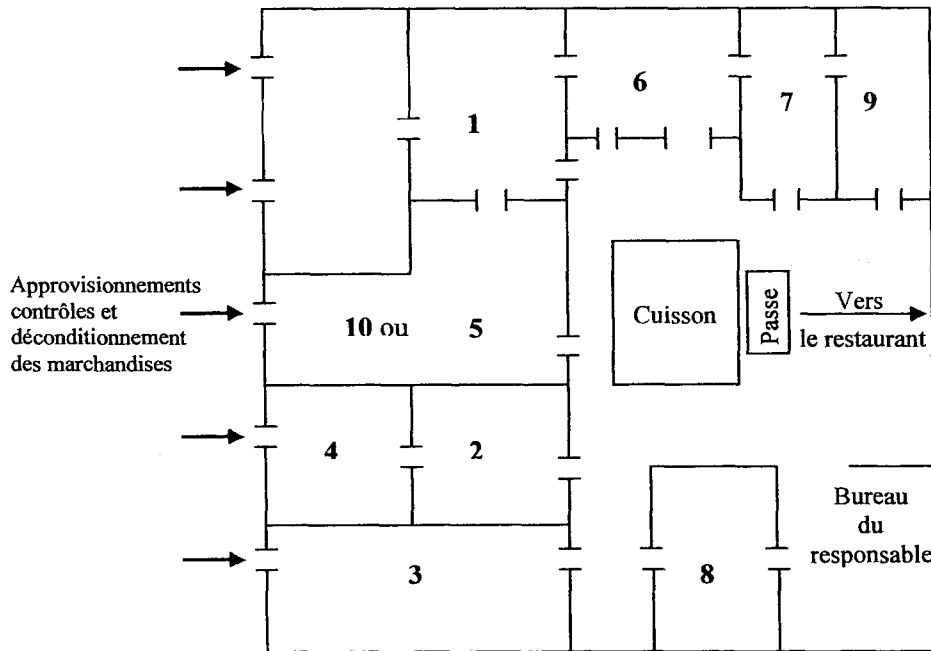 6
7
9
1
Approvisionnements
contrôles et
déconditionnement
des marchandises
10 ou
5
Cuisson
Passe
Vers
le restaurant
4
2
Bureau
du
responsable
3
8